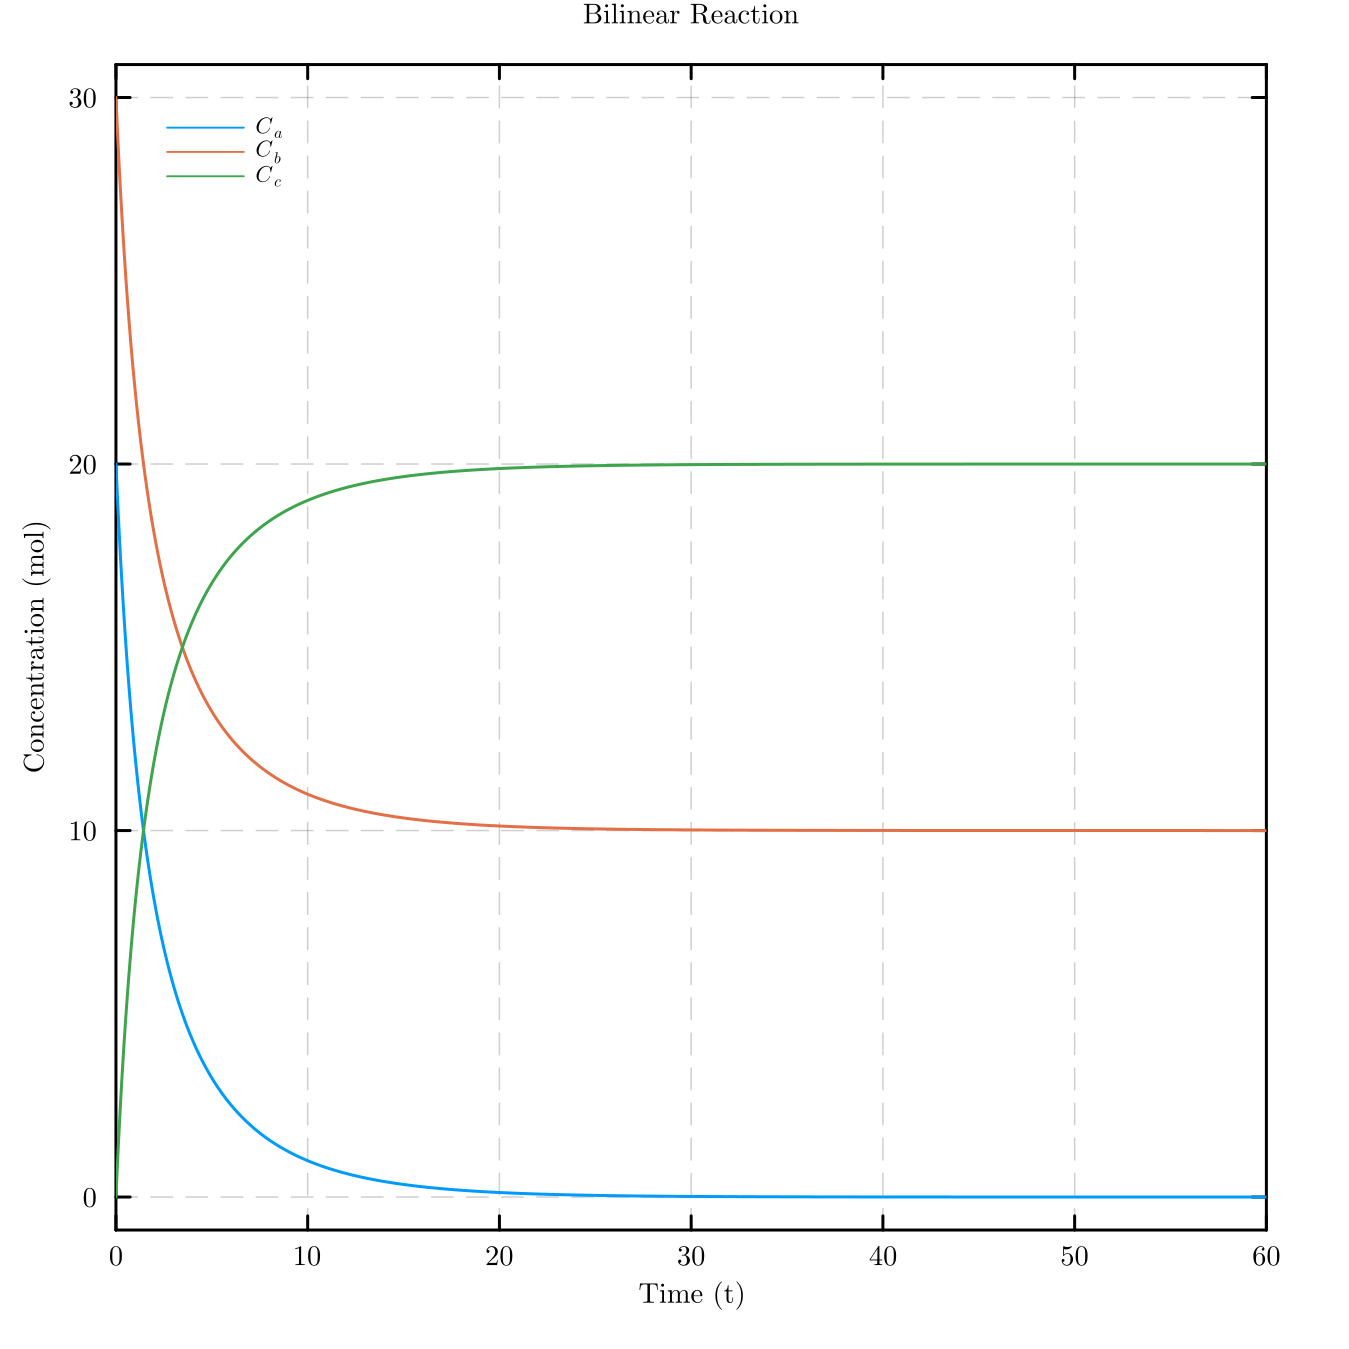 Bilinear Reaction
30
C_a
C_b
C_c
20
Concentration (mol)
10
0
0 10 20 30 40 50 60
Time (t)